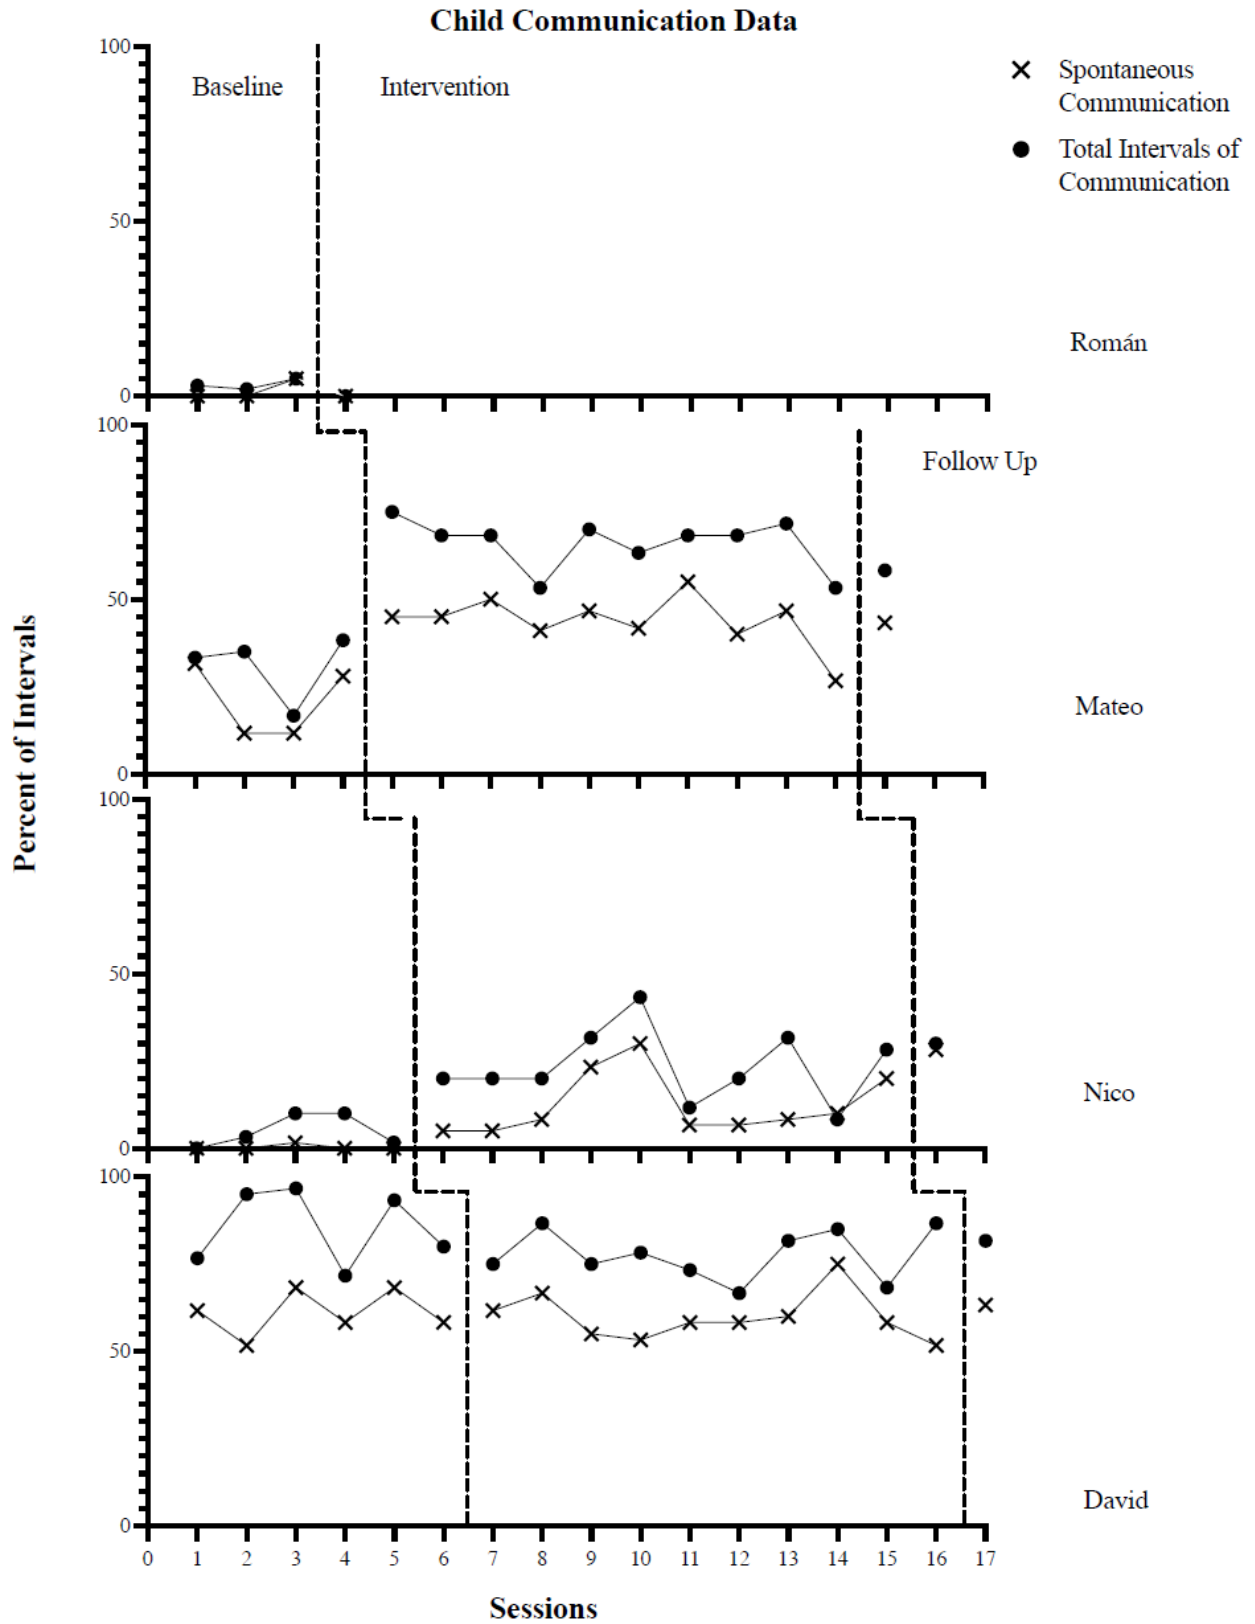 Child Communication Data
100
Baseline
Intervention
Spontaneous
Communication
Total Intervals of
Communication
50
Román
0
100
Follow Up
50
Mateo
0
Percent of Intervals
100
50
Nico
0
100
50
David
0
0 1 2 3 4 5 6 7 8 9 10 11 12 13 14 15 16 17
Sessions